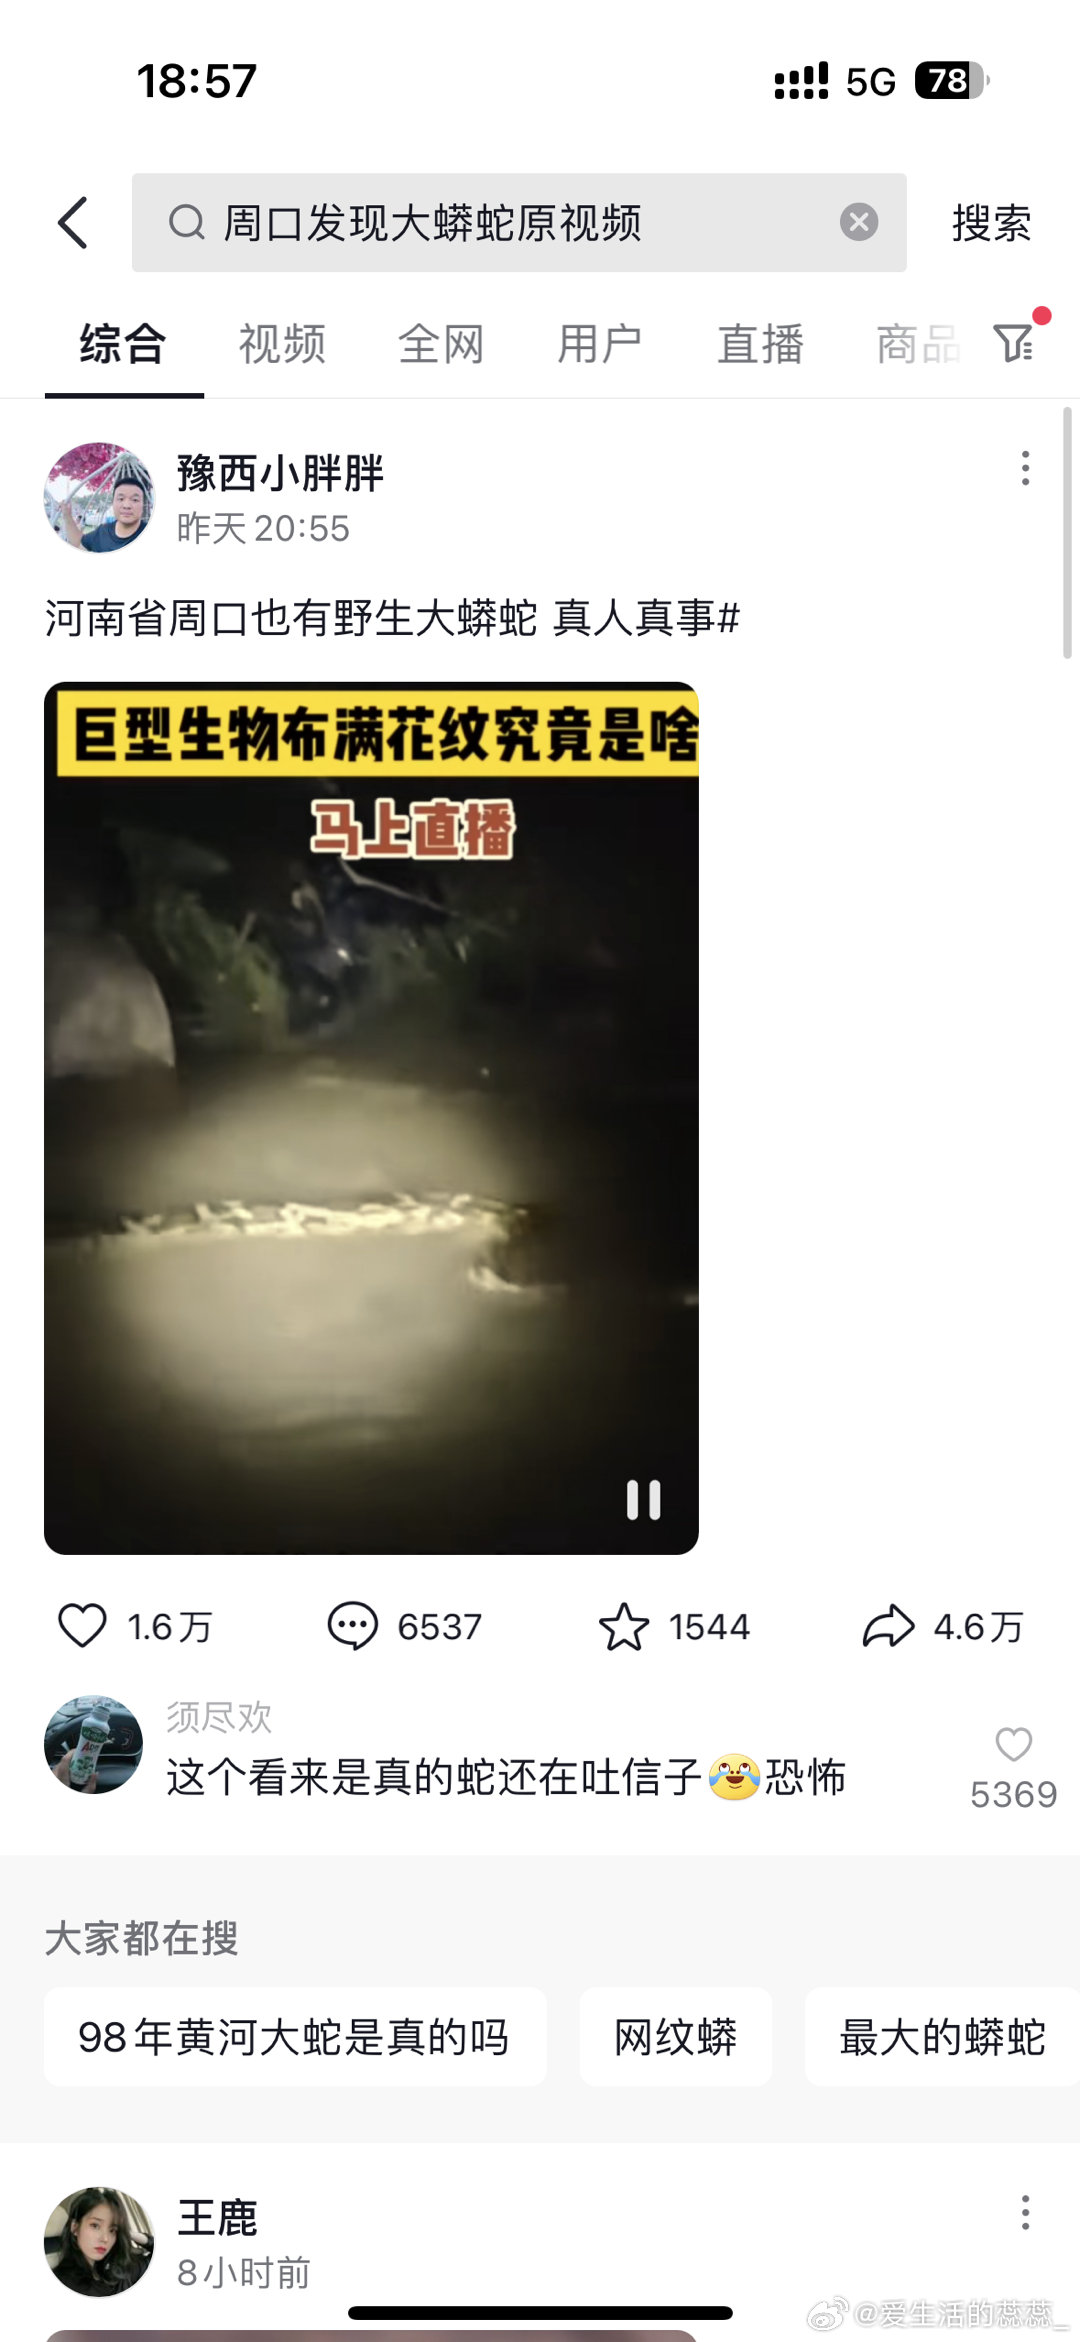 18:57
5G
78
周口发现大蟒蛇原视频
搜索
综合
视频
全网
用户
直播
商品
豫西小胖胖
昨天20:55
河南省周口也有野生大蟒蛇 真人真事#
巨型生物布满花纹究竟是啥
马上直播
1.6万
6537
1544
4.6万
须尽欢
这个看来是真的蛇还在吐信子😂恐怖
5369
大家都在搜
98年黄河大蛇是真的吗
网纹蟒
最大的蟒蛇
王鹿
8小时前
@爱生活的蕊蕊_